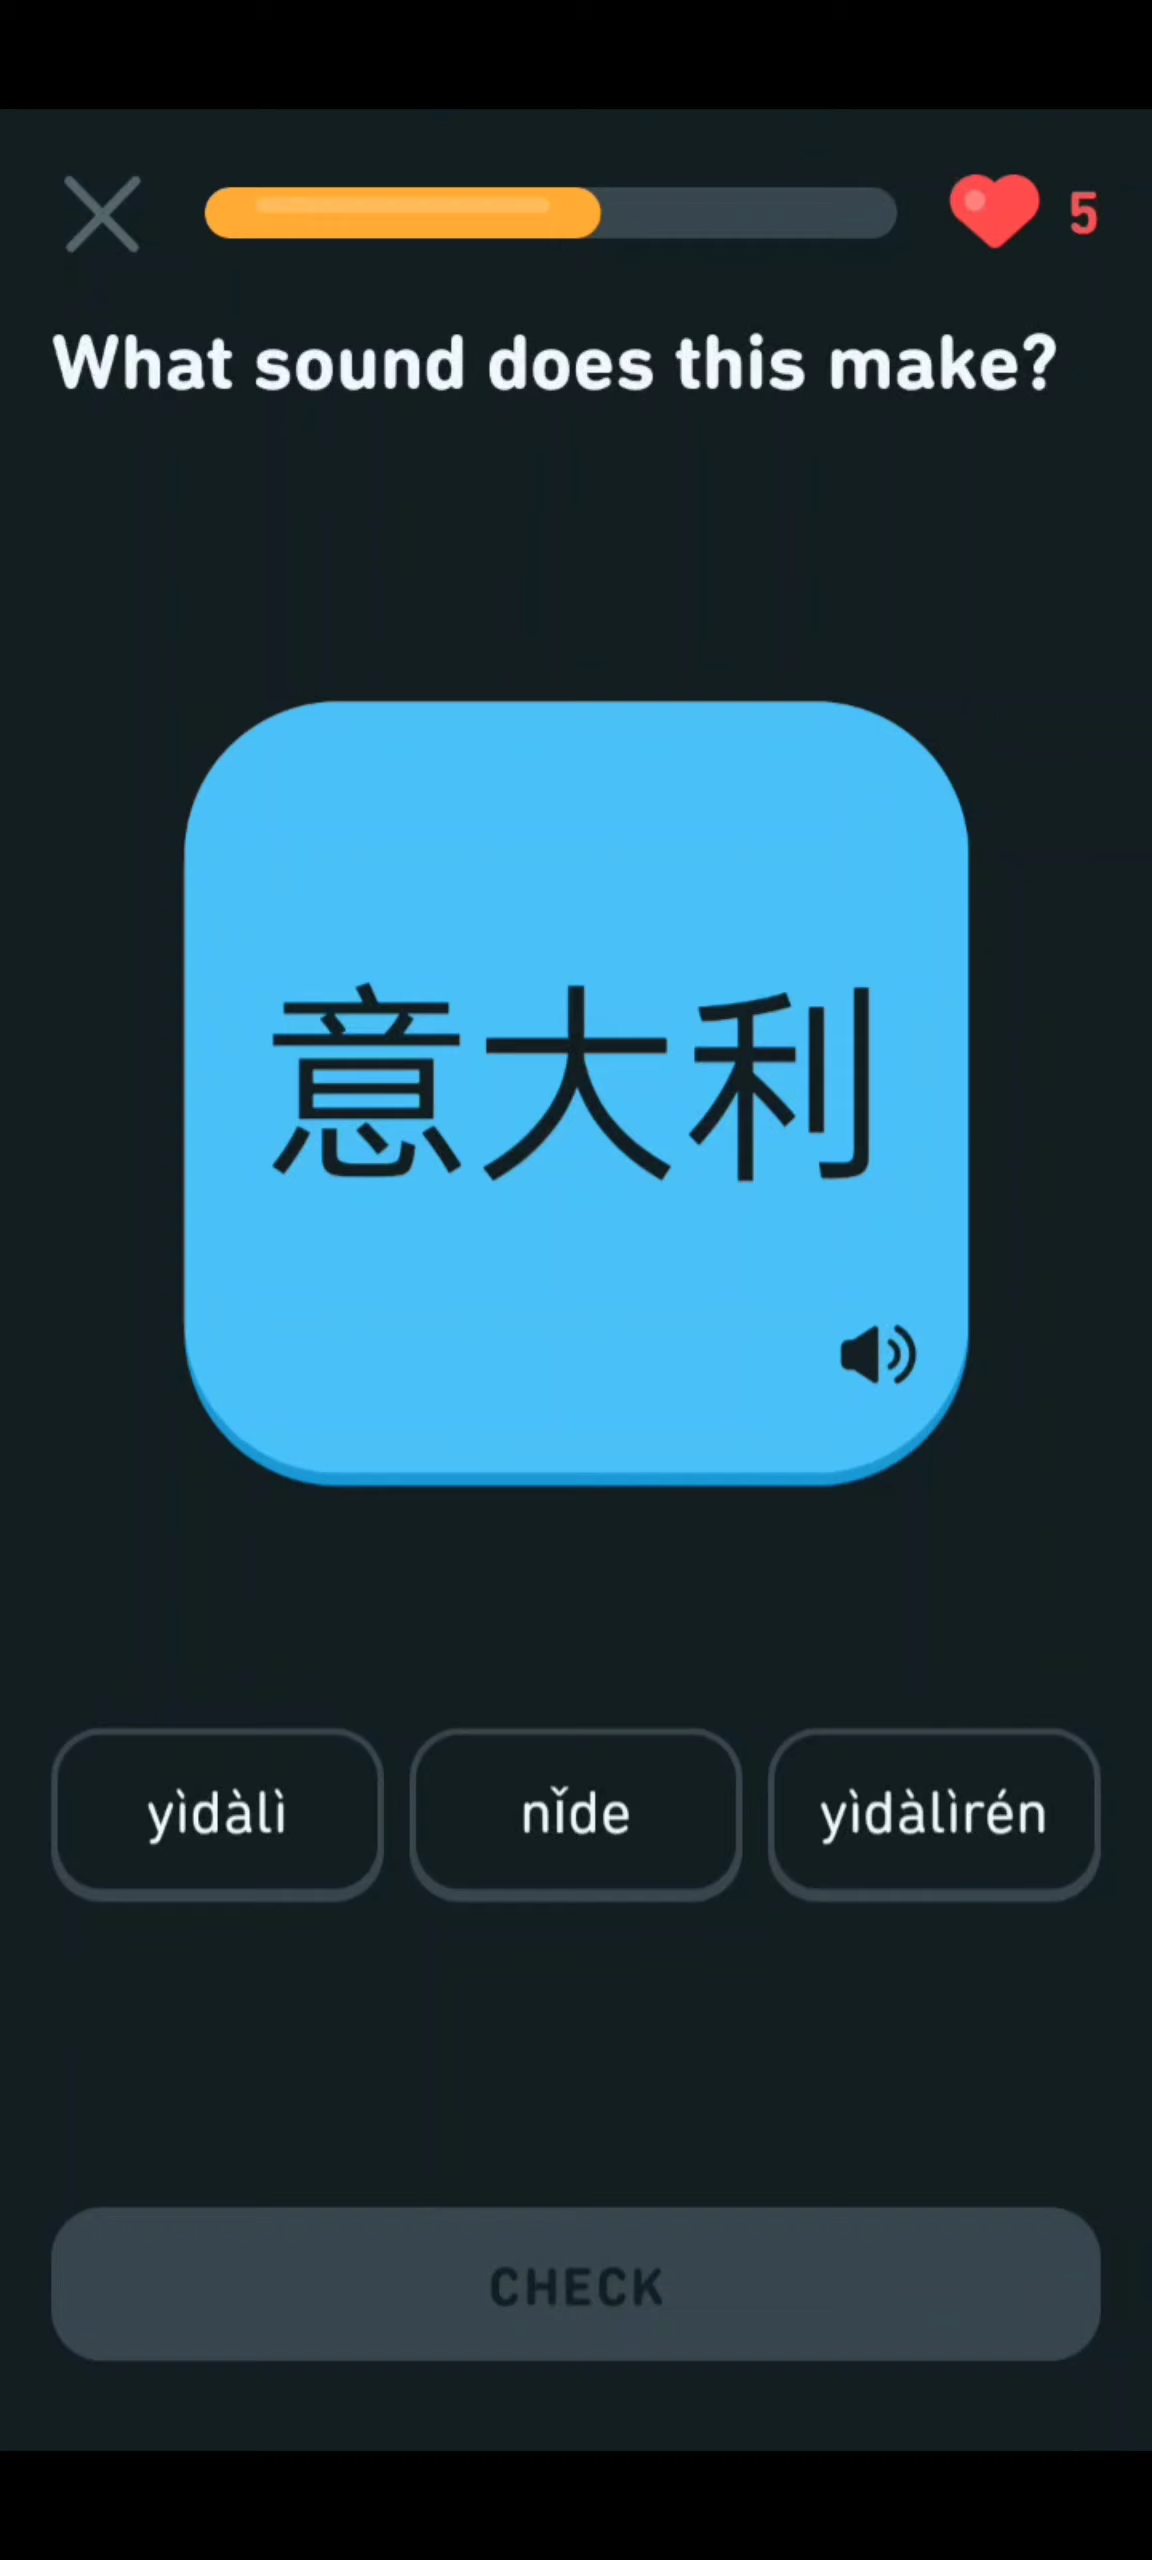 5
What sound does this make?
意大利
yìdàlì
nǐde
yìdàlìrén
CHECK